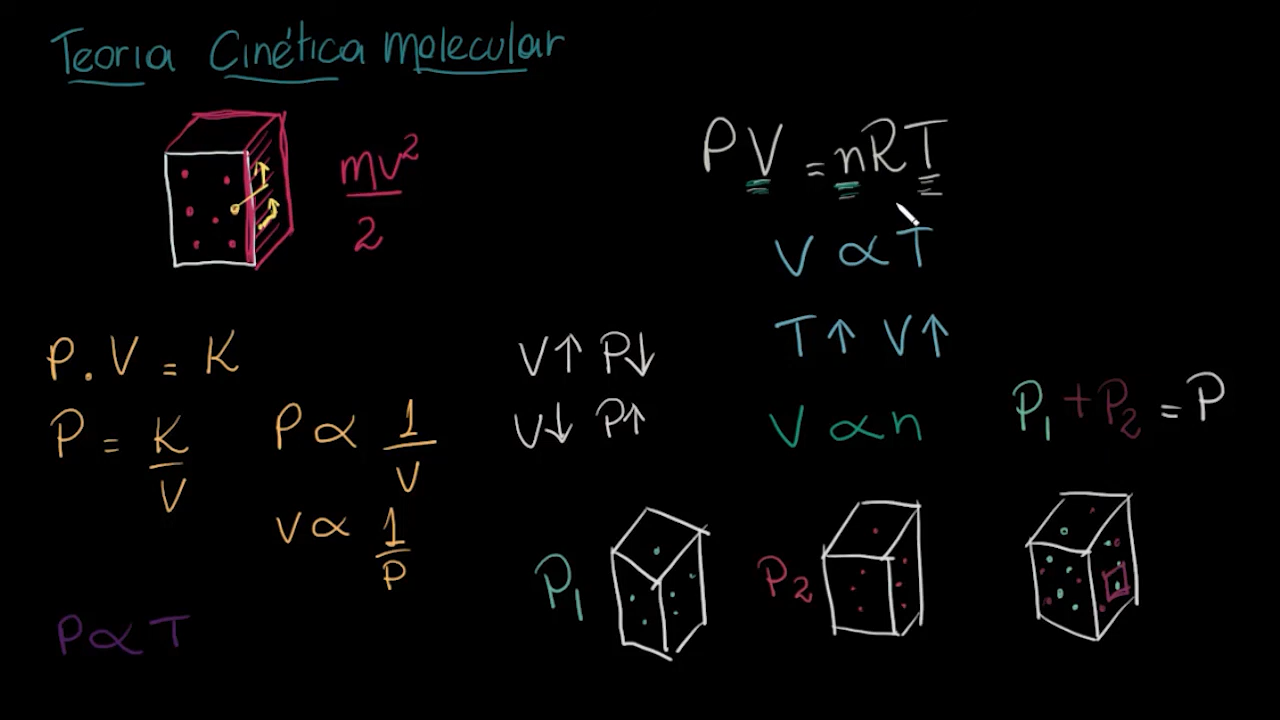 Teoria Cinética molecular
mv²
2
PV = nRT
V ∝ T
T↑ V↑
V ∝ n
P . V = K
P = K
V
P ∝ 1
V
V ∝ 1
P
P ∝ T
V↑ P↓
V↓ P↑
P₁ + P₂ = P
P₁
P₂